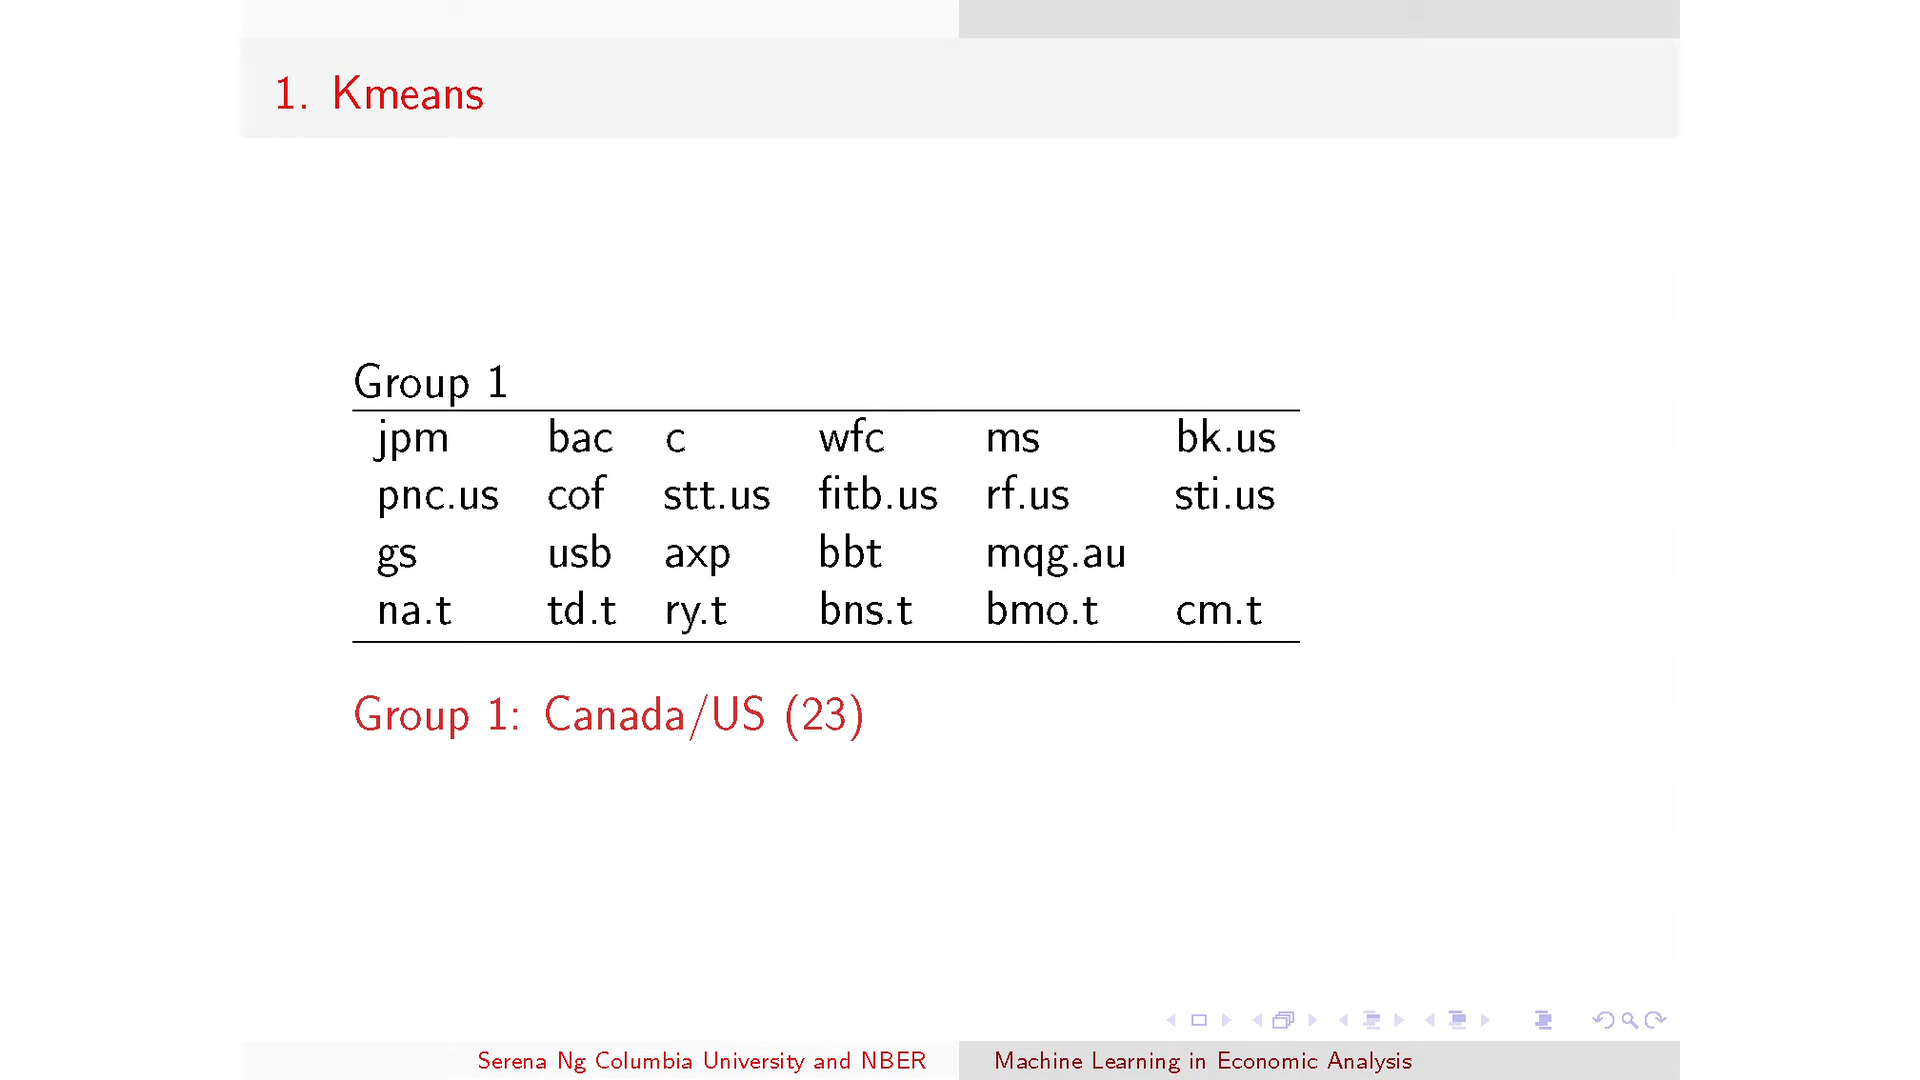 1. Kmeans
Group 1
jpm bac c wfc ms bk.us
pnc.us cof stt.us fitb.us rf.us sti.us
gs usb axp bbt mqg.au
na.t td.t ry.t bns.t bmo.t cm.t
Group 1: Canada/US (23)
Serena Ng Columbia University and NBER Machine Learning in Economic Analysis